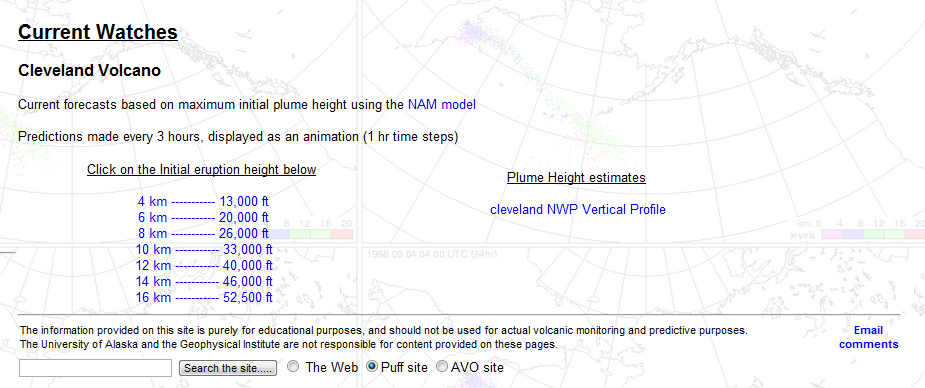 Current Watches
Cleveland Volcano
Current forecasts based on maximum initial plume height using the NAM model
Predictions made every 3 hours, displayed as an animation (1 hr time steps)
Click on the Initial eruption height below
4 km ----------- 13,000 ft
6 km ----------- 20,000 ft
8 km ----------- 26,000 ft
10 km ----------- 33,000 ft
12 km ----------- 40,000 ft
14 km ----------- 46,000 ft
16 km ----------- 52,500 ft
Plume Height estimates
cleveland NWP Vertical Profile
8 12 16 20
km: 0 4 8 12 16 20
levels
1998 09 04 04:00 UTC (24hr)
The information provided on this site is purely for educational purposes, and should not be used for actual volcanic monitoring and predictive purposes.
The University of Alaska and the Geophysical Institute are not responsible for content provided on these pages.
Email
comments
Search the site.....
The Web
Puff site
AVO site